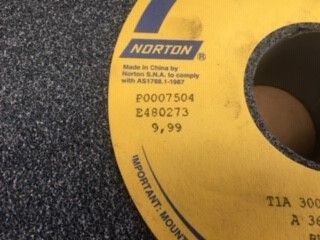 NORTON®
Made in China by
Norton S.N.A. to comply
with AS1788.1-1987
P0007504
E480273
9,99
IMPORTANT: MOUNT
T1A 300
A 36